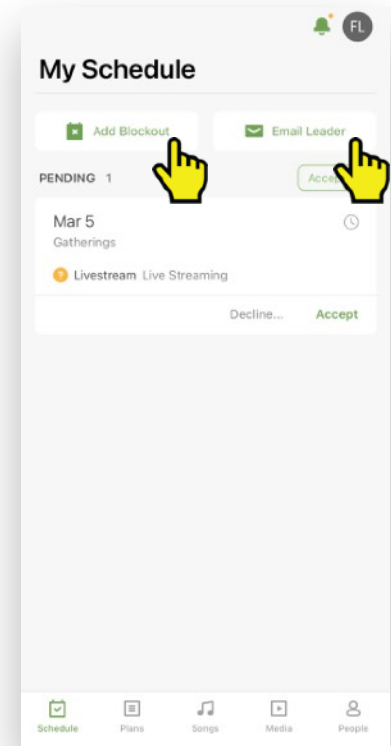 FL
My Schedule
Add Blockout Email Leader
PENDING 1
Mar 5
Gatherings
? Livestream Live Streaming
Decline... Accept
Schedule Plans Songs Media People